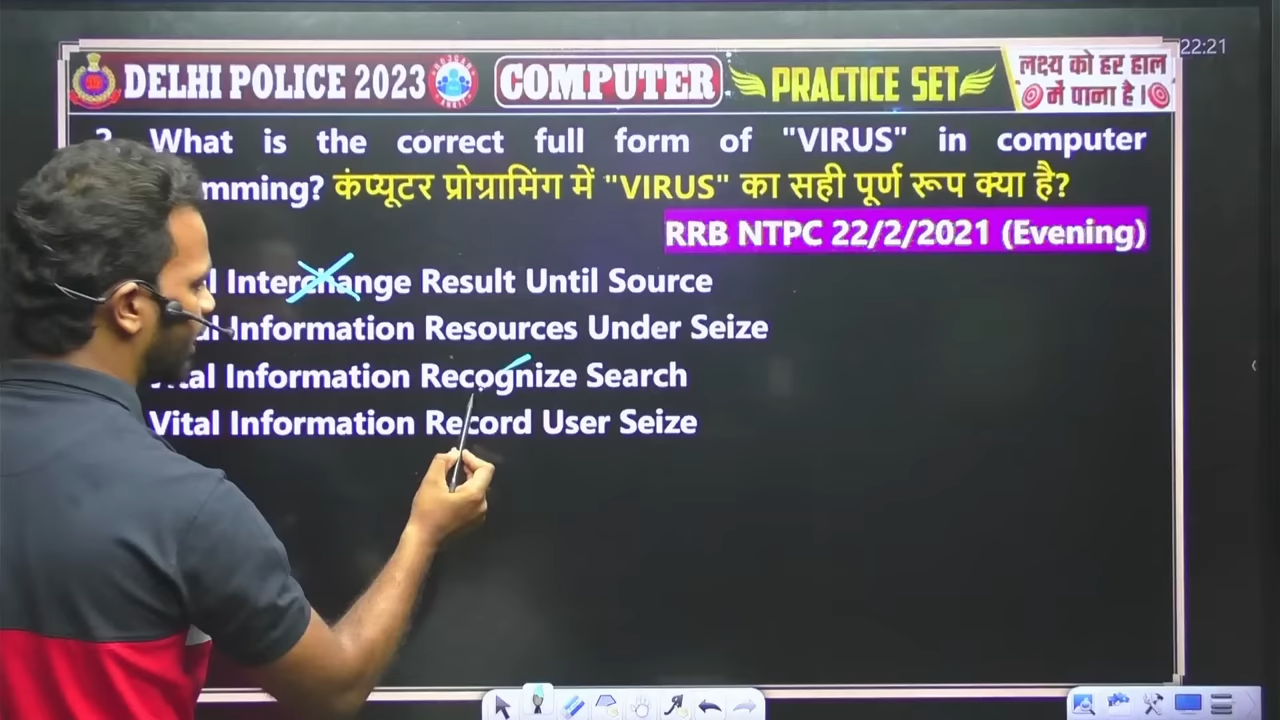 22:21
DELHI POLICE 2023 COMPUTER PRACTICE SET लक्ष्य को हर हाल में पाना है।
What is the correct full form of "VIRUS" in computer
mming? कंप्यूटर प्रोग्रामिंग में "VIRUS" का सही पूर्ण रूप क्या है?
RRB NTPC 22/2/2021 (Evening)
l Interchange Result Until Source
al Information Resources Under Seize
tal Information Recognize Search
Vital Information Record User Seize